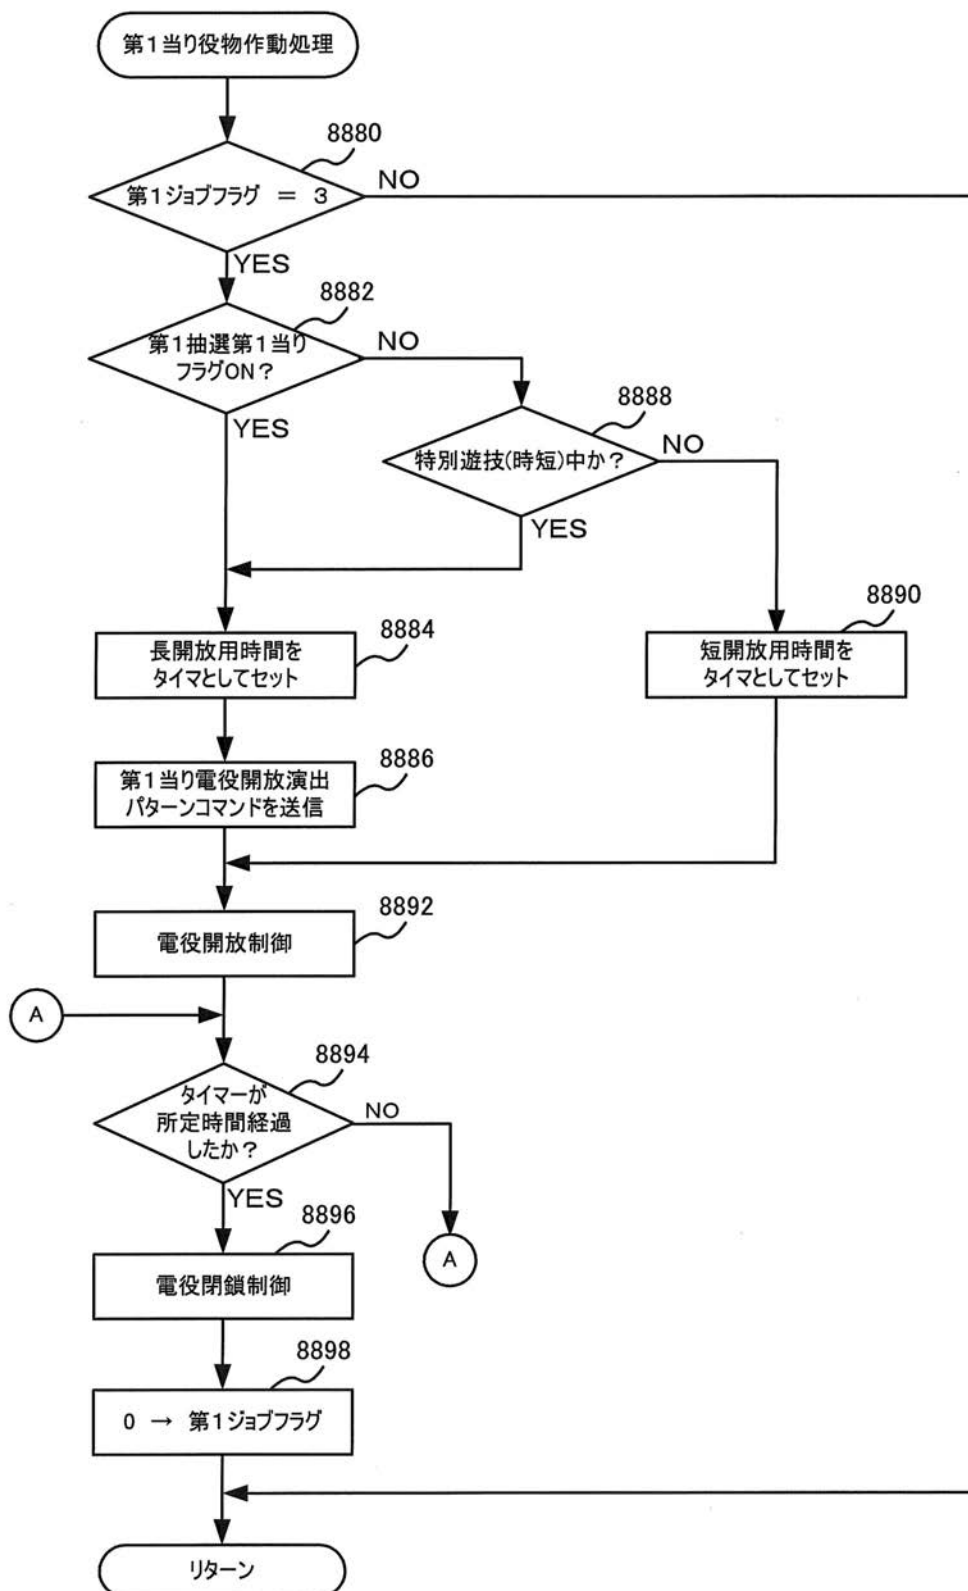 第1当り役物作動処理
8880
第1ジョブフラグ = 3
NO
YES
8882
第1抽選第1当り
フラグON?
NO
YES
8888
特別遊技(時短)中か?
NO
YES
8884
長開放用時間を
タイマとしてセット
8890
短開放用時間を
タイマとしてセット
8886
第1当り電役開放演出
パターンコマンドを送信
8892
電役開放制御
A
8894
タイマーが
所定時間経過
したか?
NO
YES
A
8896
電役閉鎖制御
8898
0 → 第1ジョブフラグ
リターン